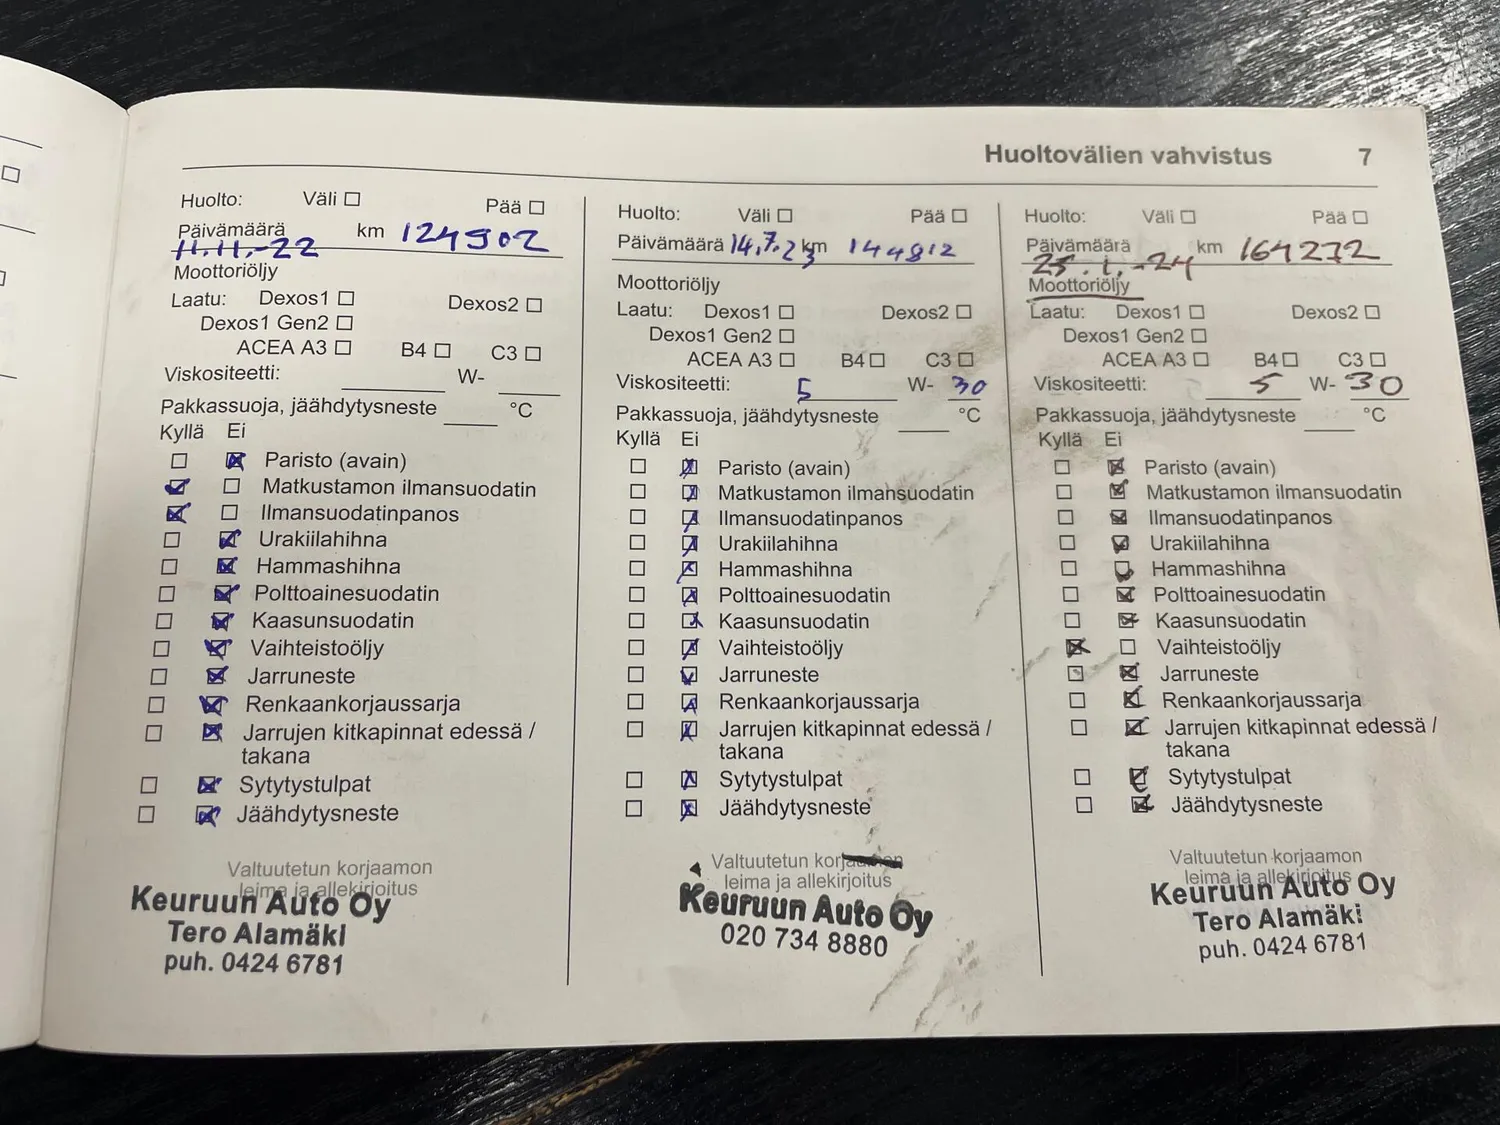 Huoltovälien vahvistus 7
Huolto: Väli ☐ Pää ☐
Päivämäärä km 124902
11.11.-22
Moottoriöljy
Laatu: Dexos1 ☐ Dexos2 ☐
Dexos1 Gen2 ☐
ACEA A3 ☐ B4 ☐ C3 ☐
Viskositeetti: W-
Pakkassuoja, jäähdytysneste °C
Kyllä Ei
☐ ☒ Paristo (avain)
☒ ☐ Matkustamon ilmansuodatin
☒ ☐ Ilmansuodatinpanos
☐ ☒ Urakiilahihna
☐ ☒ Hammashihna
☐ ☒ Polttoainesuodatin
☐ ☒ Kaasunsuodatin
☐ ☒ Vaihteistoöljy
☐ ☒ Jarruneste
☐ ☒ Renkaankorjaussarja
☐ ☒ Jarrujen kitkapinnat edessä /
takana
☐ ☒ Sytytystulpat
☐ ☒ Jäähdytysneste
Valtuutetun korjaamon
leima ja allekirjoitus
Keuruun Auto Oy
Tero Alamäki
puh. 0424 6781
Huolto: Väli ☐ Pää ☐
Päivämäärä 14.7.23 km 144812
Moottoriöljy
Laatu: Dexos1 ☐ Dexos2 ☐
Dexos1 Gen2 ☐
ACEA A3 ☐ B4 ☐ C3 ☐
Viskositeetti: 5 W- 30
Pakkassuoja, jäähdytysneste °C
Kyllä Ei
☐ ☒ Paristo (avain)
☐ ☒ Matkustamon ilmansuodatin
☐ ☒ Ilmansuodatinpanos
☐ ☒ Urakiilahihna
☐ ☒ Hammashihna
☐ ☒ Polttoainesuodatin
☐ ☒ Kaasunsuodatin
☐ ☒ Vaihteistoöljy
☐ ☒ Jarruneste
☐ ☒ Renkaankorjaussarja
☐ ☒ Jarrujen kitkapinnat edessä /
takana
☐ ☒ Sytytystulpat
☐ ☒ Jäähdytysneste
Valtuutetun korjaamon
leima ja allekirjoitus
Keuruun Auto Oy
020 734 8880
Huolto: Väli ☐ Pää ☐
Päivämäärä km 164272
25.1.-24
Moottoriöljy
Laatu: Dexos1 ☐ Dexos2 ☐
Dexos1 Gen2 ☐
ACEA A3 ☐ B4 ☐ C3 ☐
Viskositeetti: 5 W- 30
Pakkassuoja, jäähdytysneste °C
Kyllä Ei
☐ ☒ Paristo (avain)
☐ ☒ Matkustamon ilmansuodatin
☐ ☒ Ilmansuodatinpanos
☐ ☒ Urakiilahihna
☐ ☒ Hammashihna
☐ ☒ Polttoainesuodatin
☐ ☒ Kaasunsuodatin
☒ ☐ Vaihteistoöljy
☐ ☒ Jarruneste
☐ ☒ Renkaankorjaussarja
☐ ☒ Jarrujen kitkapinnat edessä /
takana
☐ ☒ Sytytystulpat
☐ ☒ Jäähdytysneste
Valtuutetun korjaamon
leima ja allekirjoitus
Keuruun Auto Oy
Tero Alamäki
puh. 0424 6781